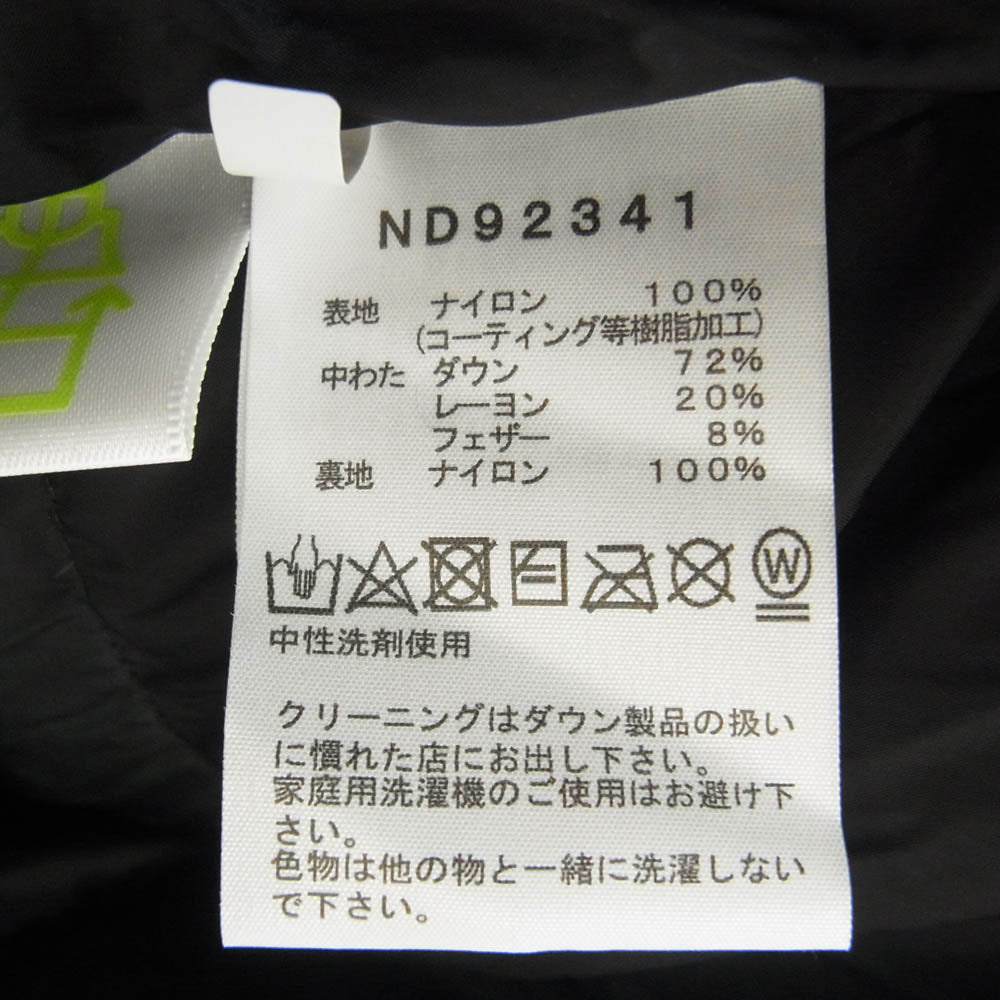 ND92341
表地 ナイロン 100%
(コーティング等樹脂加工)
中わた ダウン 72%
レーヨン 20%
フェザー 8%
裏地 ナイロン 100%
W
中性洗剤使用
クリーニングはダウン製品の扱い
に慣れた店にお出し下さい。
家庭用洗濯機のご使用はお避け下
さい。
色物は他の物と一緒に洗濯しない
で下さい。